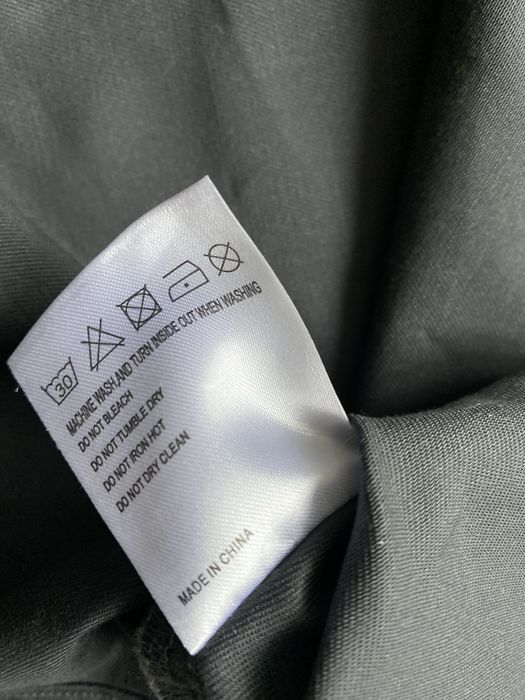 30
MACHINE WASH,AND TURN INSIDE OUT WHEN WASHING
DO NOT BLEACH
DO NOT TUMBLE DRY
DO NOT IRON HOT
DO NOT DRY CLEAN
MADE IN CHINA